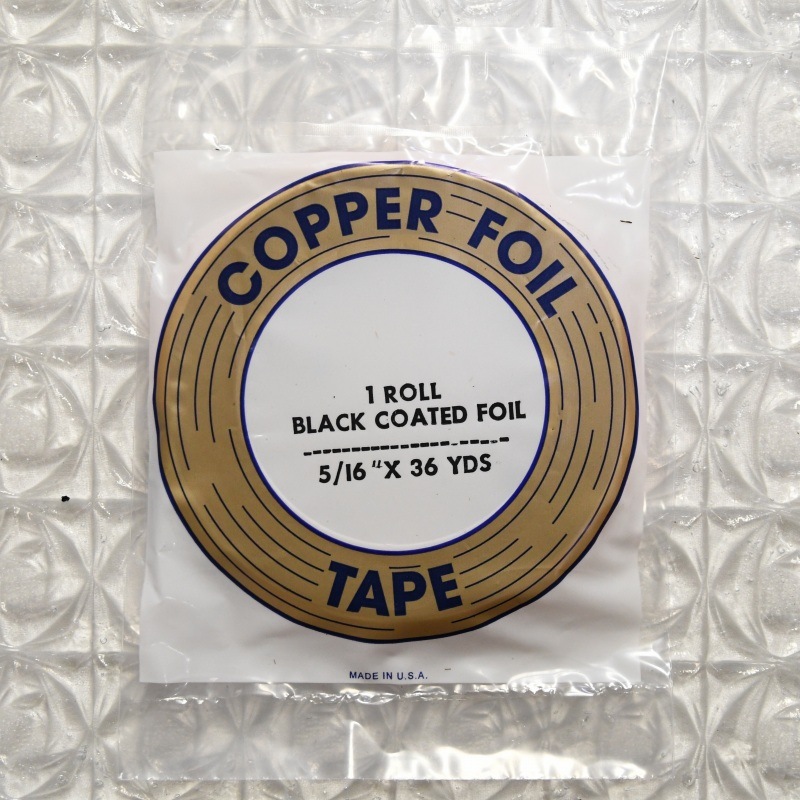 COPPER FOIL
1 ROLL
BLACK COATED FOIL
5/16 "X 36 YDS
TAPE
MADE IN U.S.A.